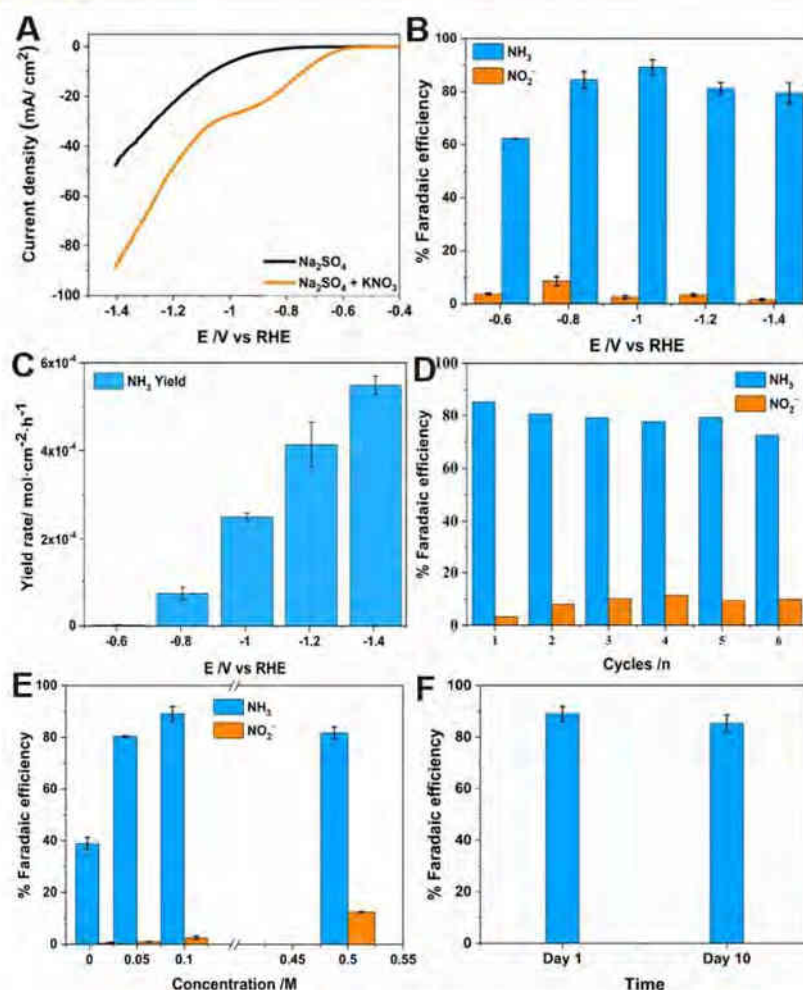 A
Current density (mA/ cm²)
0
-20
-40
-60
-80
-100
Na₂SO₄
Na₂SO₄ + KNO₃
-1.4
-1.2
-1
-0.8
-0.6
-0.4
E /V vs RHE
B
% Faradaic efficiency
100
80
60
40
20
0
NH₃
NO₂⁻
-0.6
-0.8
-1
-1.2
-1.4
E /V vs RHE
C
Yield rate/ mol·cm⁻²·h⁻¹
6x10⁻⁴
4x10⁻⁴
2x10⁻⁴
0
NH₃ Yield
-0.6
-0.8
-1
-1.2
-1.4
E /V vs RHE
D
% Faradaic efficiency
100
80
60
40
20
0
NH₃
NO₂⁻
1
2
3
4
5
6
Cycles /n
E
% Faradaic efficiency
100
80
60
40
20
0
NH₃
NO₂⁻
0
0.05
0.1
0.45
0.5
0.55
Concentration /M
F
% Faradaic efficiency
100
80
60
40
20
0
Day 1
Day 10
Time